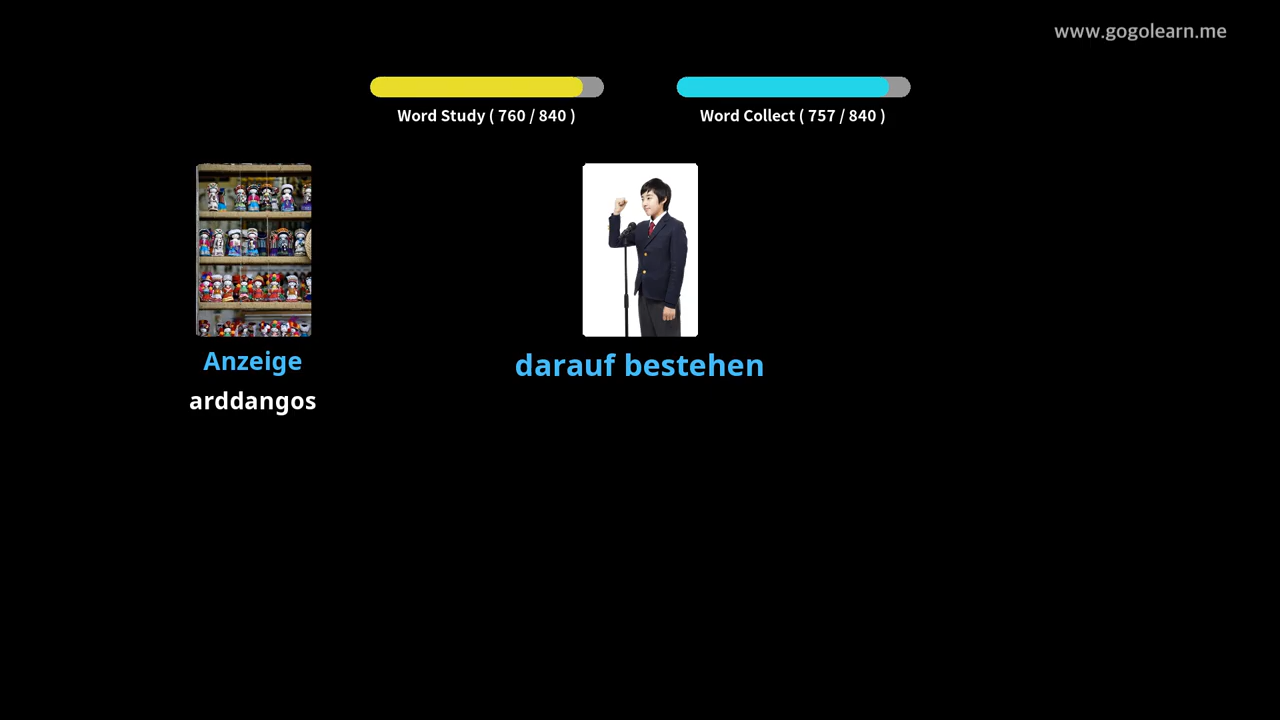 www.gogolearn.me
Word Study ( 760 / 840 )
Word Collect ( 757 / 840 )
Anzeige
darauf bestehen
arddangos